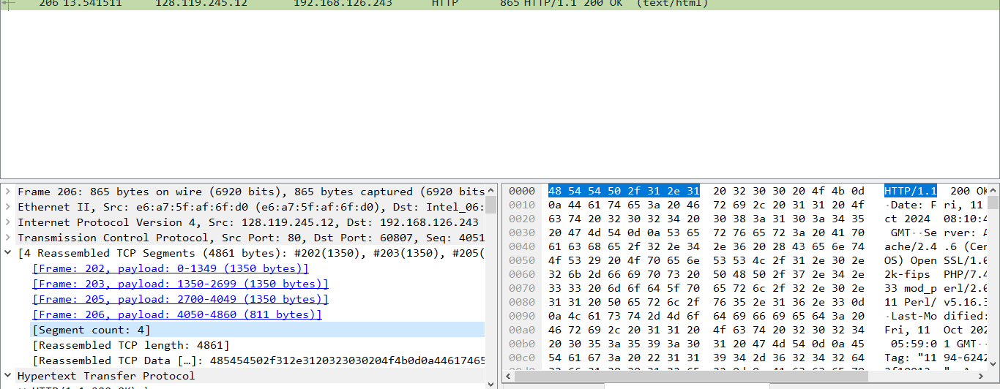 206 13.541511 128.119.245.12 192.168.126.243 HTTP 865 HTTP/1.1 200 OK (text/html)
Frame 206: 865 bytes on wire (6920 bits), 865 bytes captured (6920 bits
Ethernet II, Src: e6:a7:5f:af:6f:d0 (e6:a7:5f:af:6f:d0), Dst: Intel_06:
Internet Protocol Version 4, Src: 128.119.245.12, Dst: 192.168.126.243
Transmission Control Protocol, Src Port: 80, Dst Port: 60807, Seq: 4051
[4 Reassembled TCP Segments (4861 bytes): #202(1350), #203(1350), #205(
[Frame: 202, payload: 0-1349 (1350 bytes)]
[Frame: 203, payload: 1350-2699 (1350 bytes)]
[Frame: 205, payload: 2700-4049 (1350 bytes)]
[Frame: 206, payload: 4050-4860 (811 bytes)]
[Segment count: 4]
[Reassembled TCP length: 4861]
[Reassembled TCP Data […]: 485454502f312e3120323030204f4b0d0a44617465
Hypertext Transfer Protocol
0000 48 54 54 50 2f 31 2e 31 20 32 30 30 20 4f 4b 0d HTTP/1.1 200 OK
0010 0a 44 61 74 65 3a 20 46 72 69 2c 20 31 31 20 4f ·Date: F ri, 11
0020 63 74 20 32 30 32 34 20 30 38 3a 31 30 3a 34 35 ct 2024 08:10:4
0030 20 47 4d 54 0d 0a 53 65 72 76 65 72 3a 20 41 70 GMT··Se rver: A
0040 61 63 68 65 2f 32 2e 34 2e 36 20 28 43 65 6e 74 ache/2.4 .6 (Cen
0050 4f 53 29 20 4f 70 65 6e 53 53 4c 2f 31 2e 30 2e OS) Open SSL/1.0
0060 32 6b 2d 66 69 70 73 20 50 48 50 2f 37 2e 34 2e 2k-fips PHP/7.4
0070 33 33 20 6d 6f 64 5f 70 65 72 6c 2f 32 2e 30 2e 33 mod_p erl/2.0
0080 31 31 20 50 65 72 6c 2f 76 35 2e 31 36 2e 33 0d 11 Perl/ v5.16.3
0090 0a 4c 61 73 74 2d 4d 6f 64 69 66 69 65 64 3a 20 ·Last-Mo dified:
00a0 46 72 69 2c 20 31 31 20 4f 63 74 20 32 30 32 34 Fri, 11 Oct 202
00b0 20 30 35 3a 35 39 3a 30 31 20 47 4d 54 0d 0a 45 05:59:0 1 GMT··
00c0 54 61 67 3a 20 22 31 31 39 34 2d 36 32 34 32 64 Tag: "11 94-6242